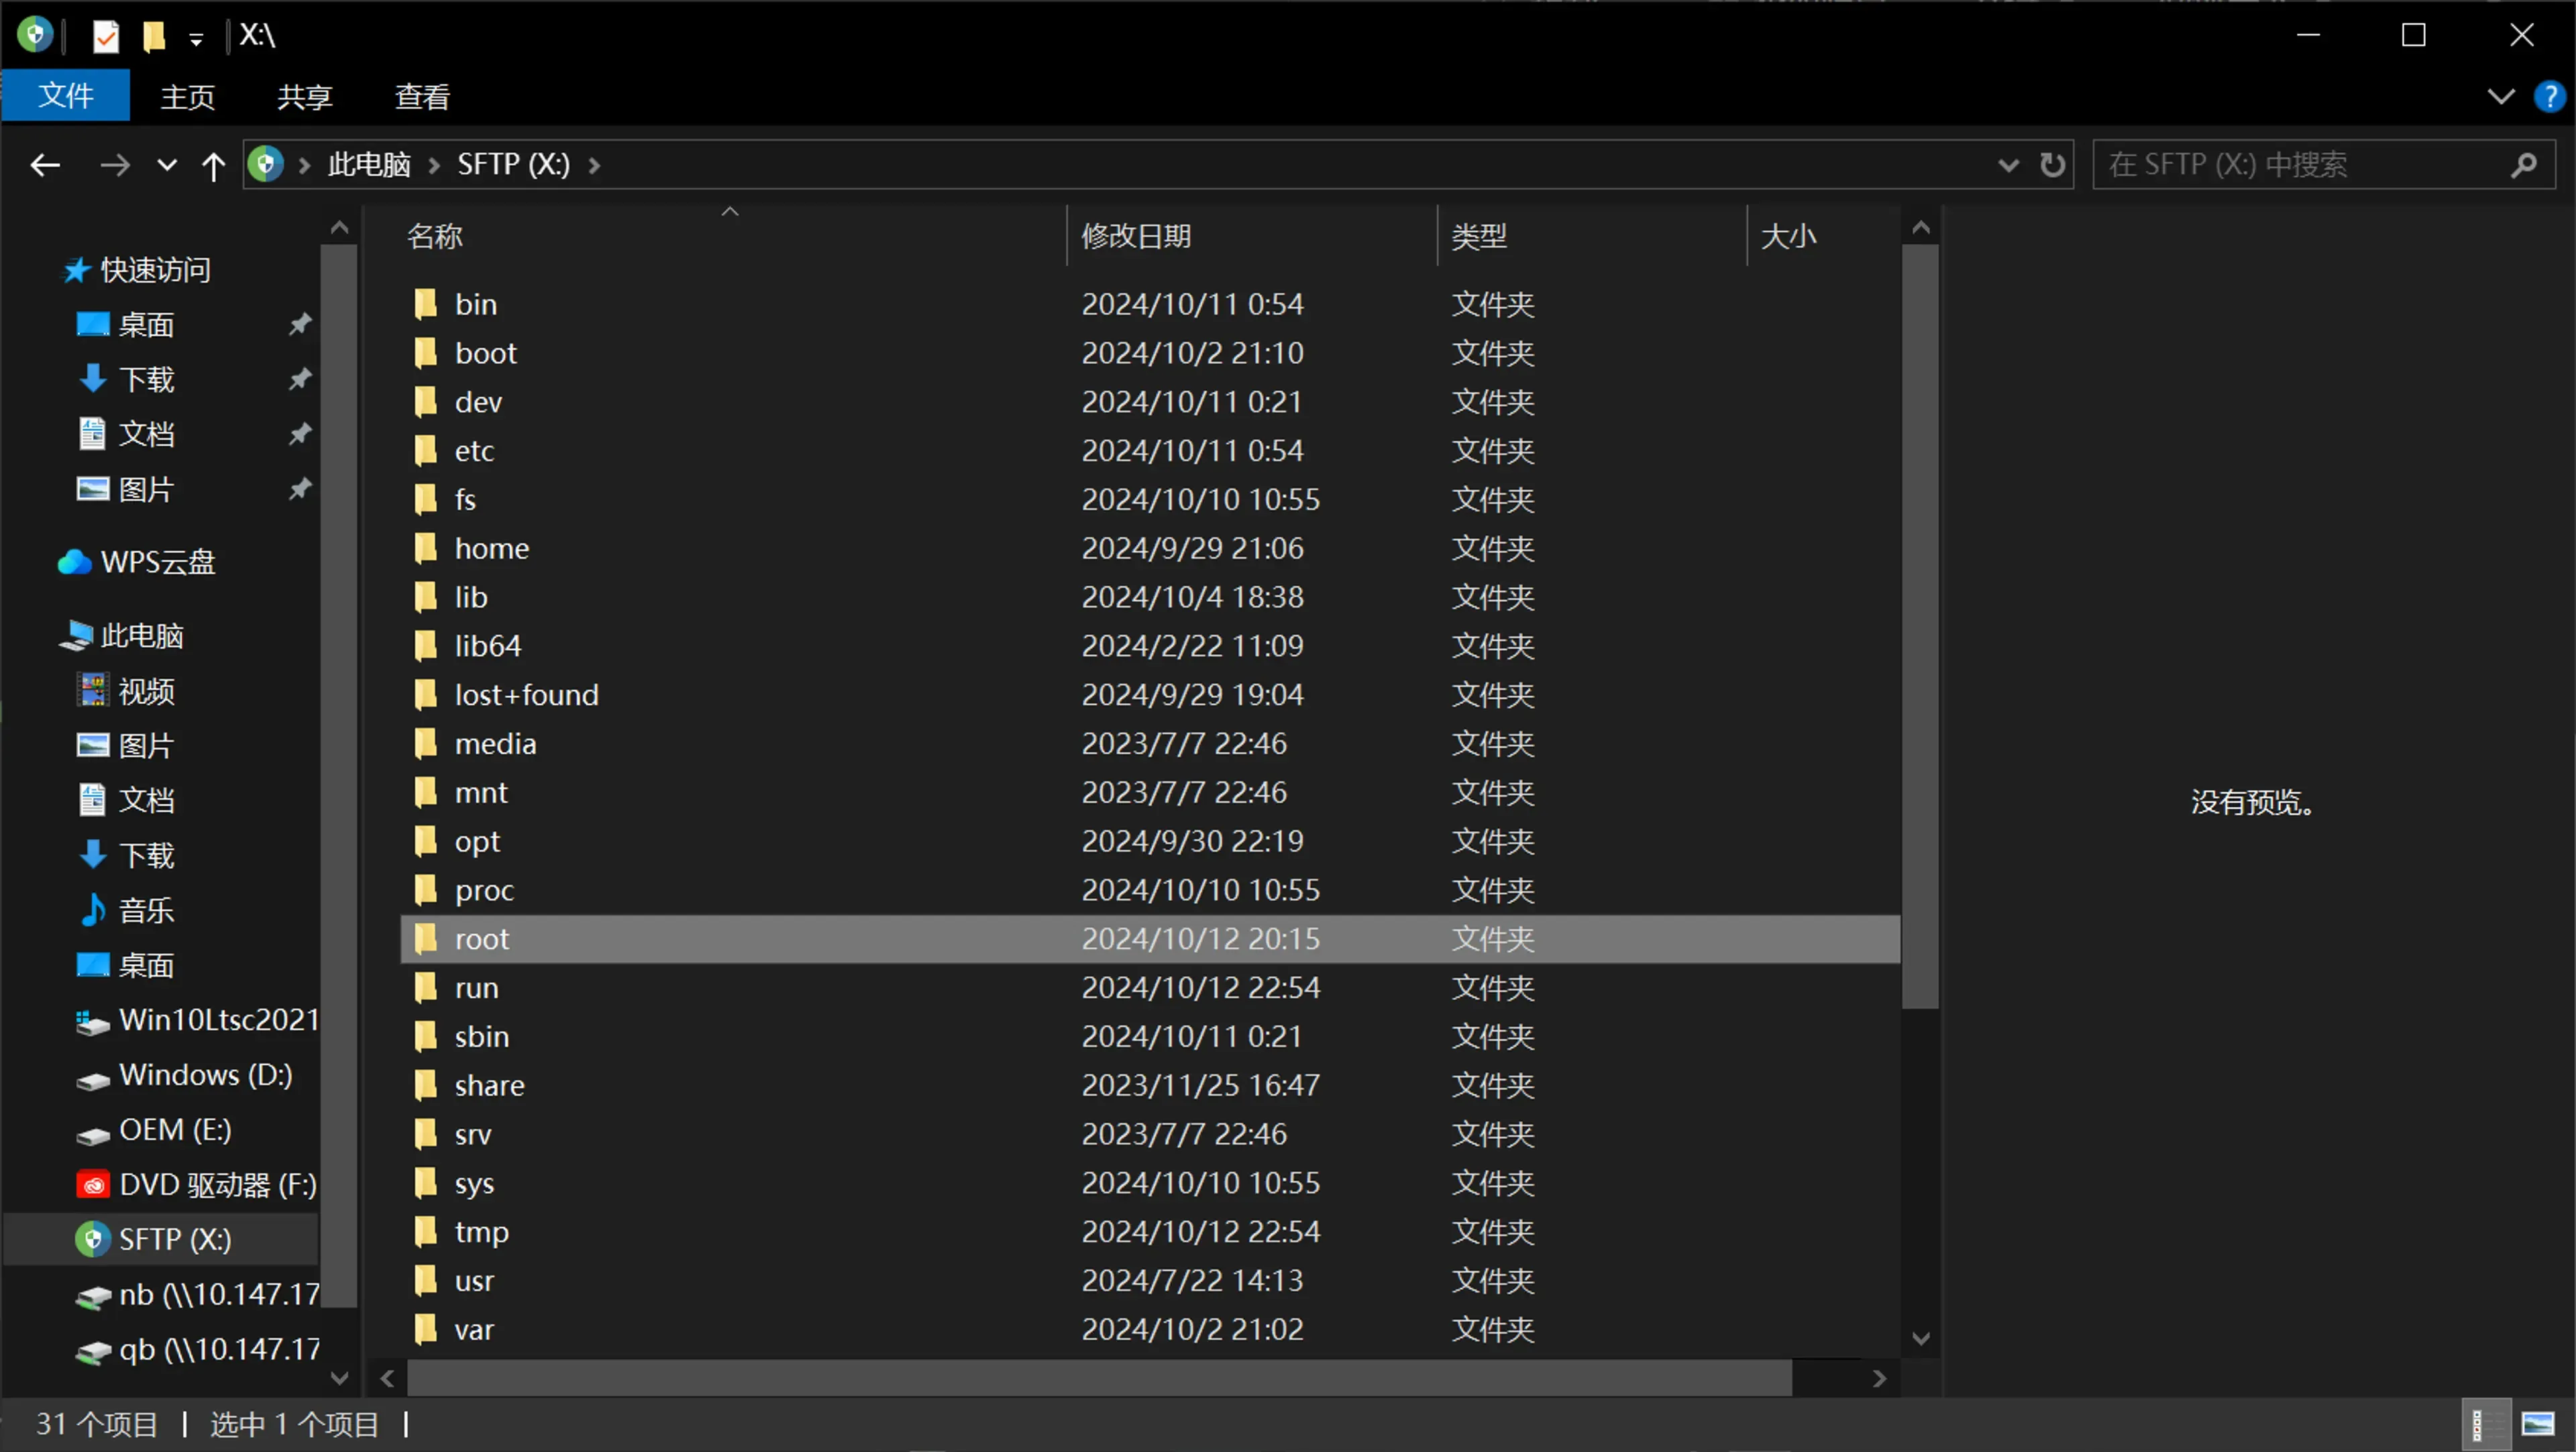 X:\
文件 主页 共享 查看
此电脑 SFTP (X:)
在 SFTP (X:) 中搜索
快速访问
桌面
下载
文档
图片
WPS云盘
此电脑
视频
图片
文档
下载
音乐
桌面
Win10Ltsc2021
Windows (D:)
OEM (E:)
DVD 驱动器 (F:)
SFTP (X:)
nb (\\10.147.17
qb (\\10.147.17
名称 修改日期 类型 大小
bin 2024/10/11 0:54 文件夹
boot 2024/10/2 21:10 文件夹
dev 2024/10/11 0:21 文件夹
etc 2024/10/11 0:54 文件夹
fs 2024/10/10 10:55 文件夹
home 2024/9/29 21:06 文件夹
lib 2024/10/4 18:38 文件夹
lib64 2024/2/22 11:09 文件夹
lost+found 2024/9/29 19:04 文件夹
media 2023/7/7 22:46 文件夹
mnt 2023/7/7 22:46 文件夹
opt 2024/9/30 22:19 文件夹
proc 2024/10/10 10:55 文件夹
root 2024/10/12 20:15 文件夹
run 2024/10/12 22:54 文件夹
sbin 2024/10/11 0:21 文件夹
share 2023/11/25 16:47 文件夹
srv 2023/7/7 22:46 文件夹
sys 2024/10/10 10:55 文件夹
tmp 2024/10/12 22:54 文件夹
usr 2024/7/22 14:13 文件夹
var 2024/10/2 21:02 文件夹
没有预览。
31 个项目 选中 1 个项目